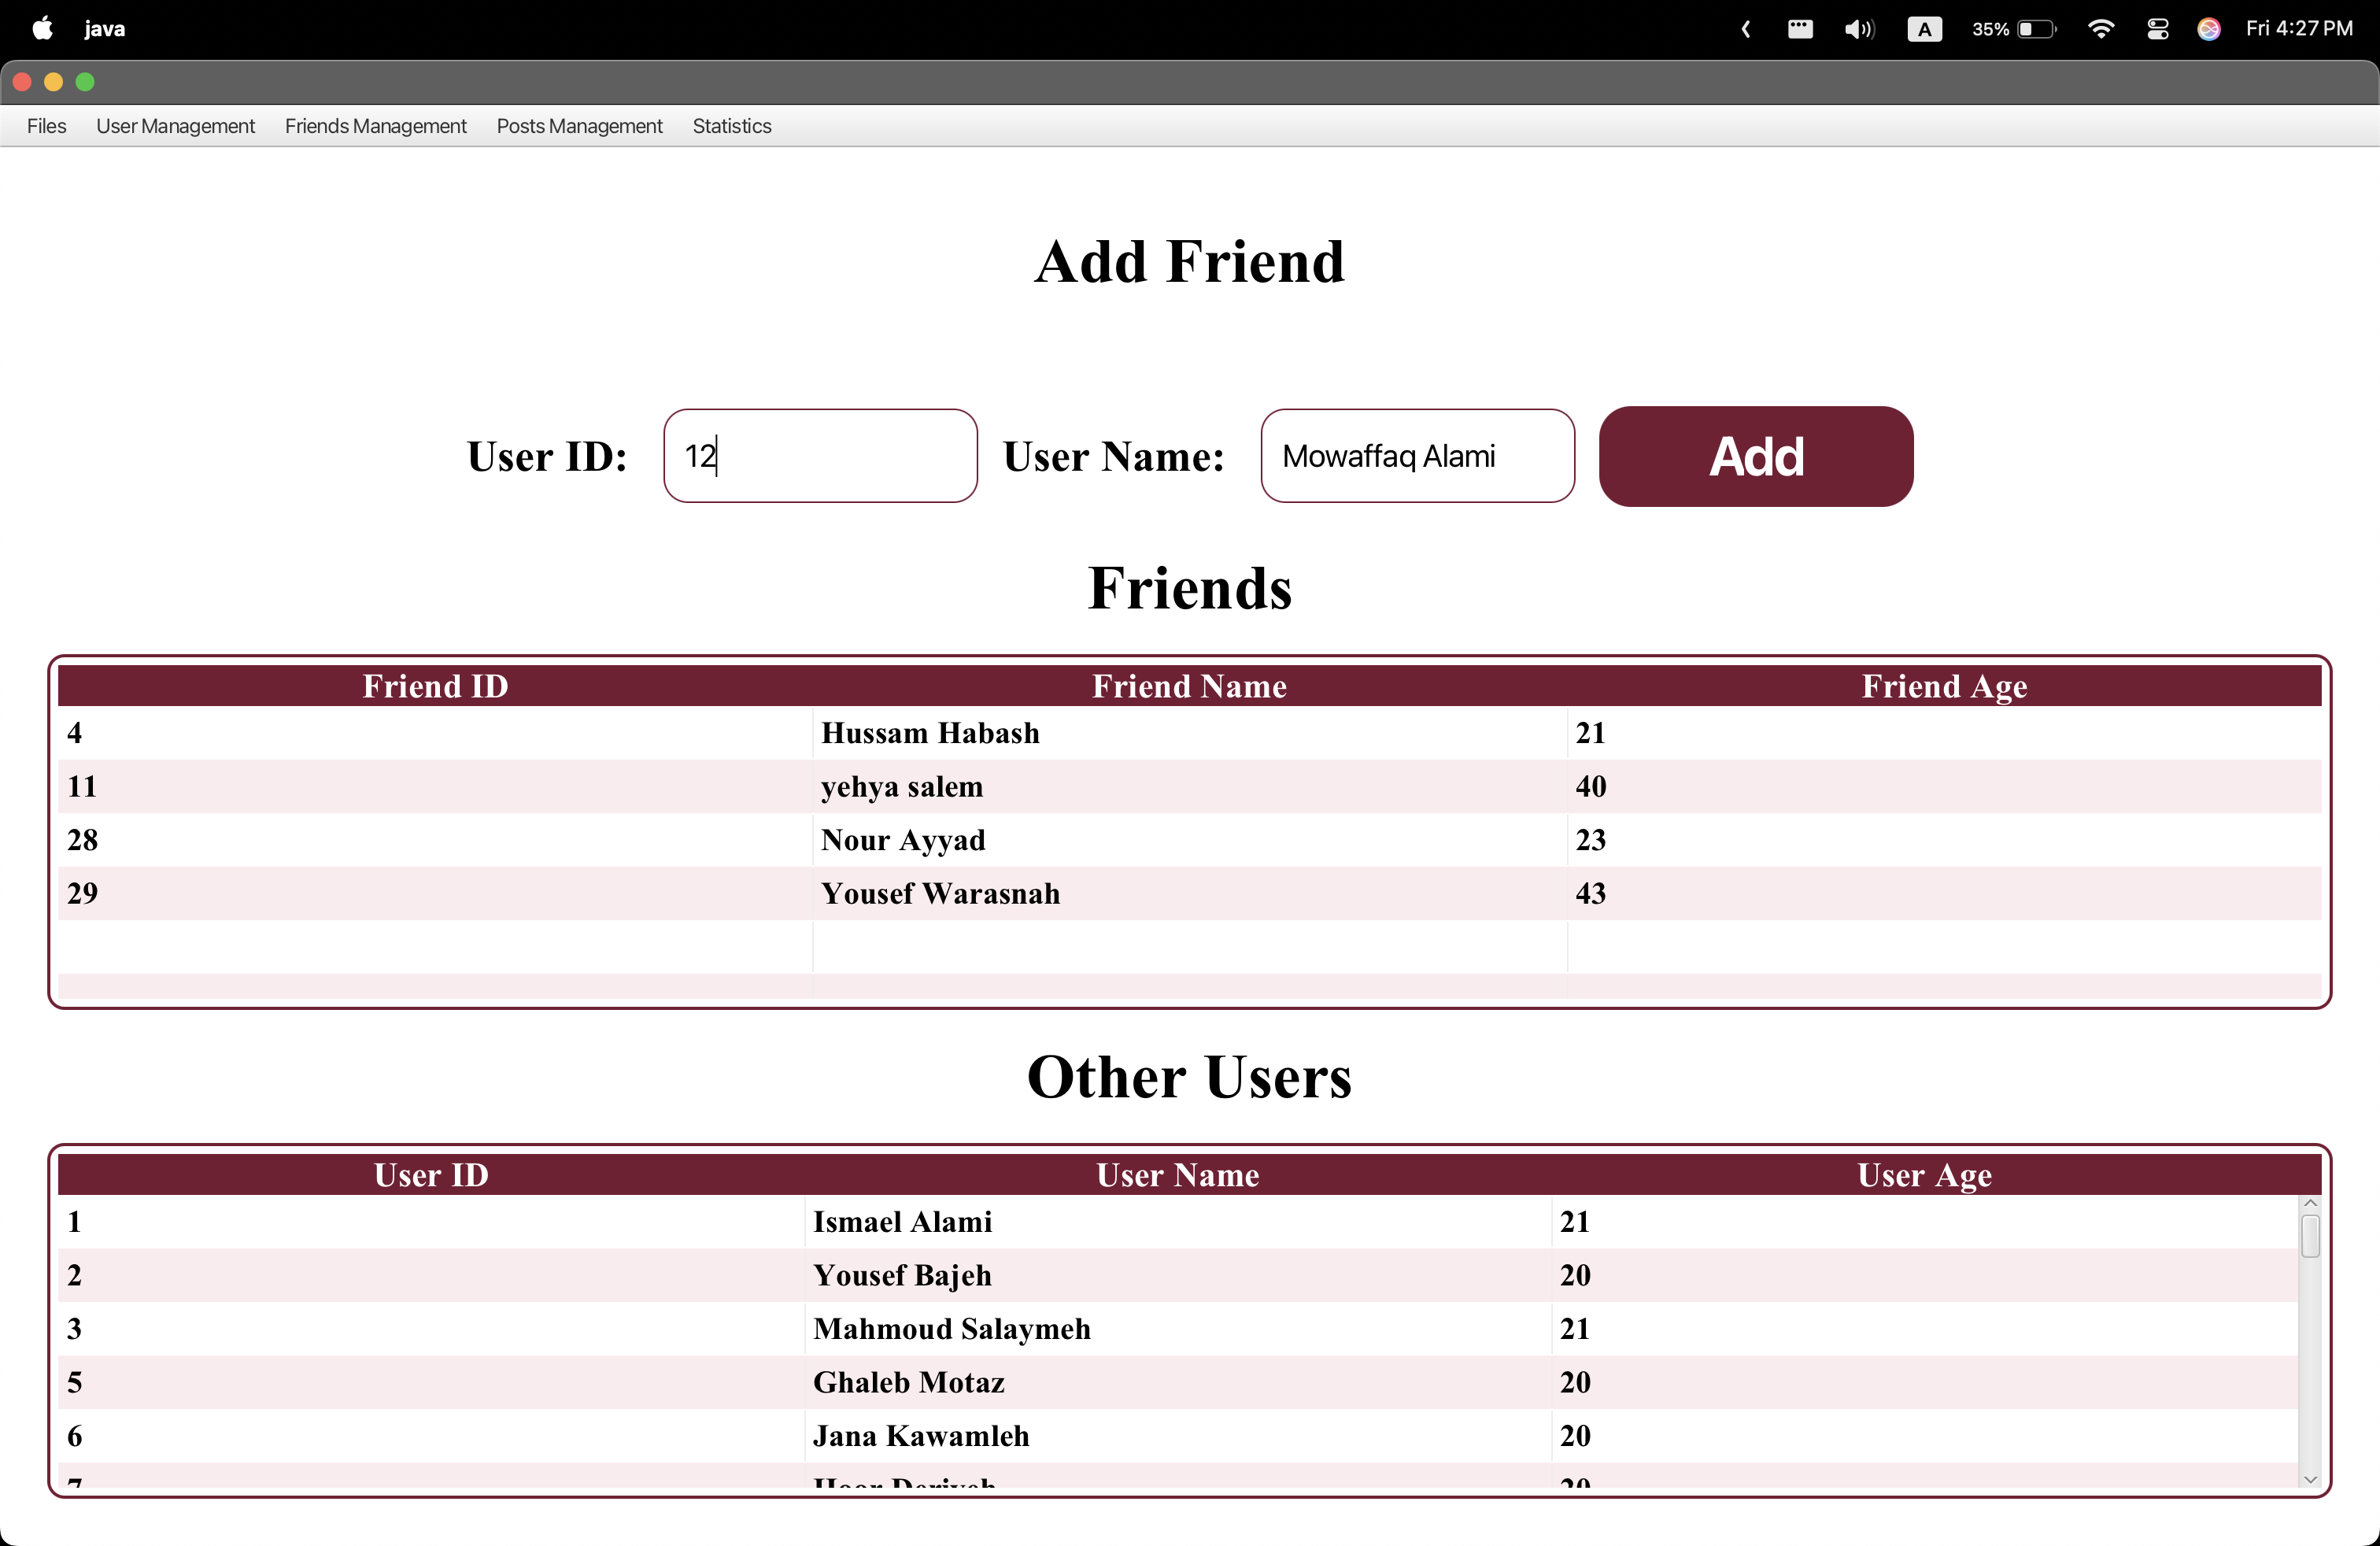 java
A 35% Fri 4:27 PM
Files User Management Friends Management Posts Management Statistics
Add Friend
User ID: 12 User Name: Mowaffaq Alami Add
Friends
Friend ID Friend Name Friend Age
4 Hussam Habash 21
11 yehya salem 40
28 Nour Ayyad 23
29 Yousef Warasnah 43
Other Users
User ID User Name User Age
1 Ismael Alami 21
2 Yousef Bajeh 20
3 Mahmoud Salaymeh 21
5 Ghaleb Motaz 20
6 Jana Kawamleh 20
7 20